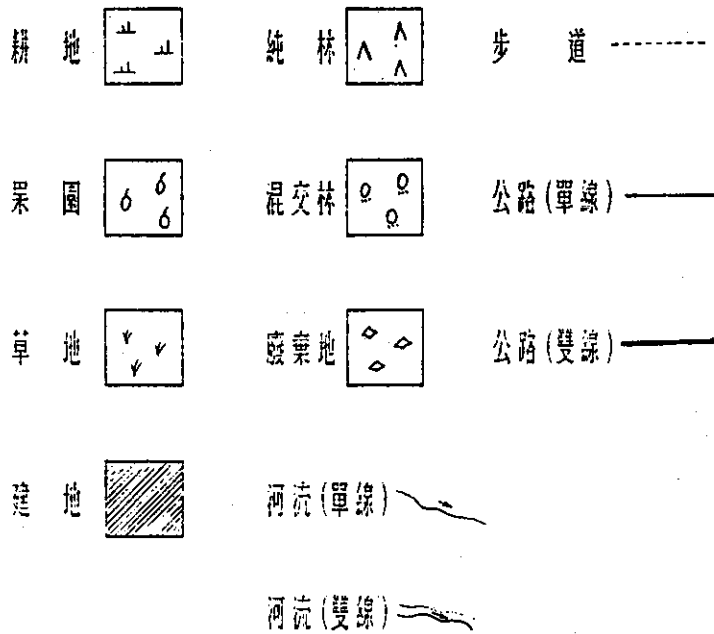 耕地 純林 步道
果園 混交林 公路(單線)
草地 廢棄地 公路(雙線)
建地 河流(單線)
河流(雙線)